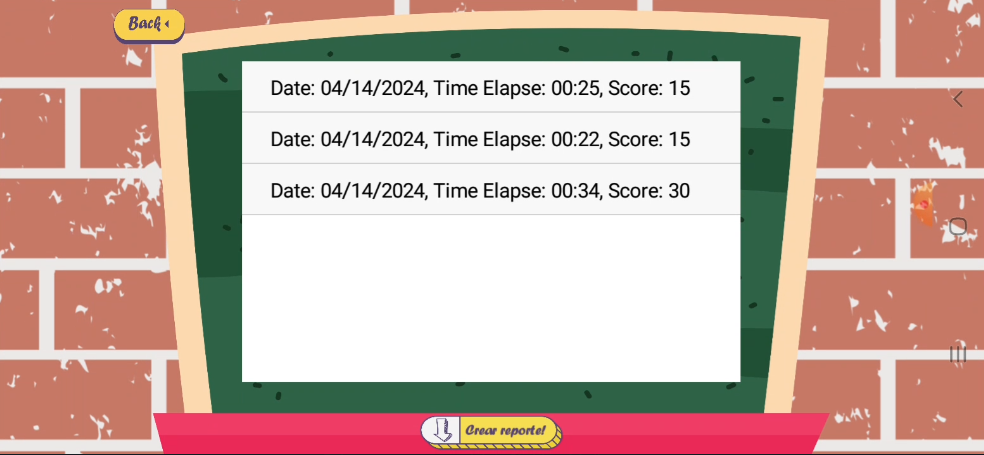 Back
Date: 04/14/2024, Time Elapse: 00:25, Score: 15
Date: 04/14/2024, Time Elapse: 00:22, Score: 15
Date: 04/14/2024, Time Elapse: 00:34, Score: 30
Crear reporte!